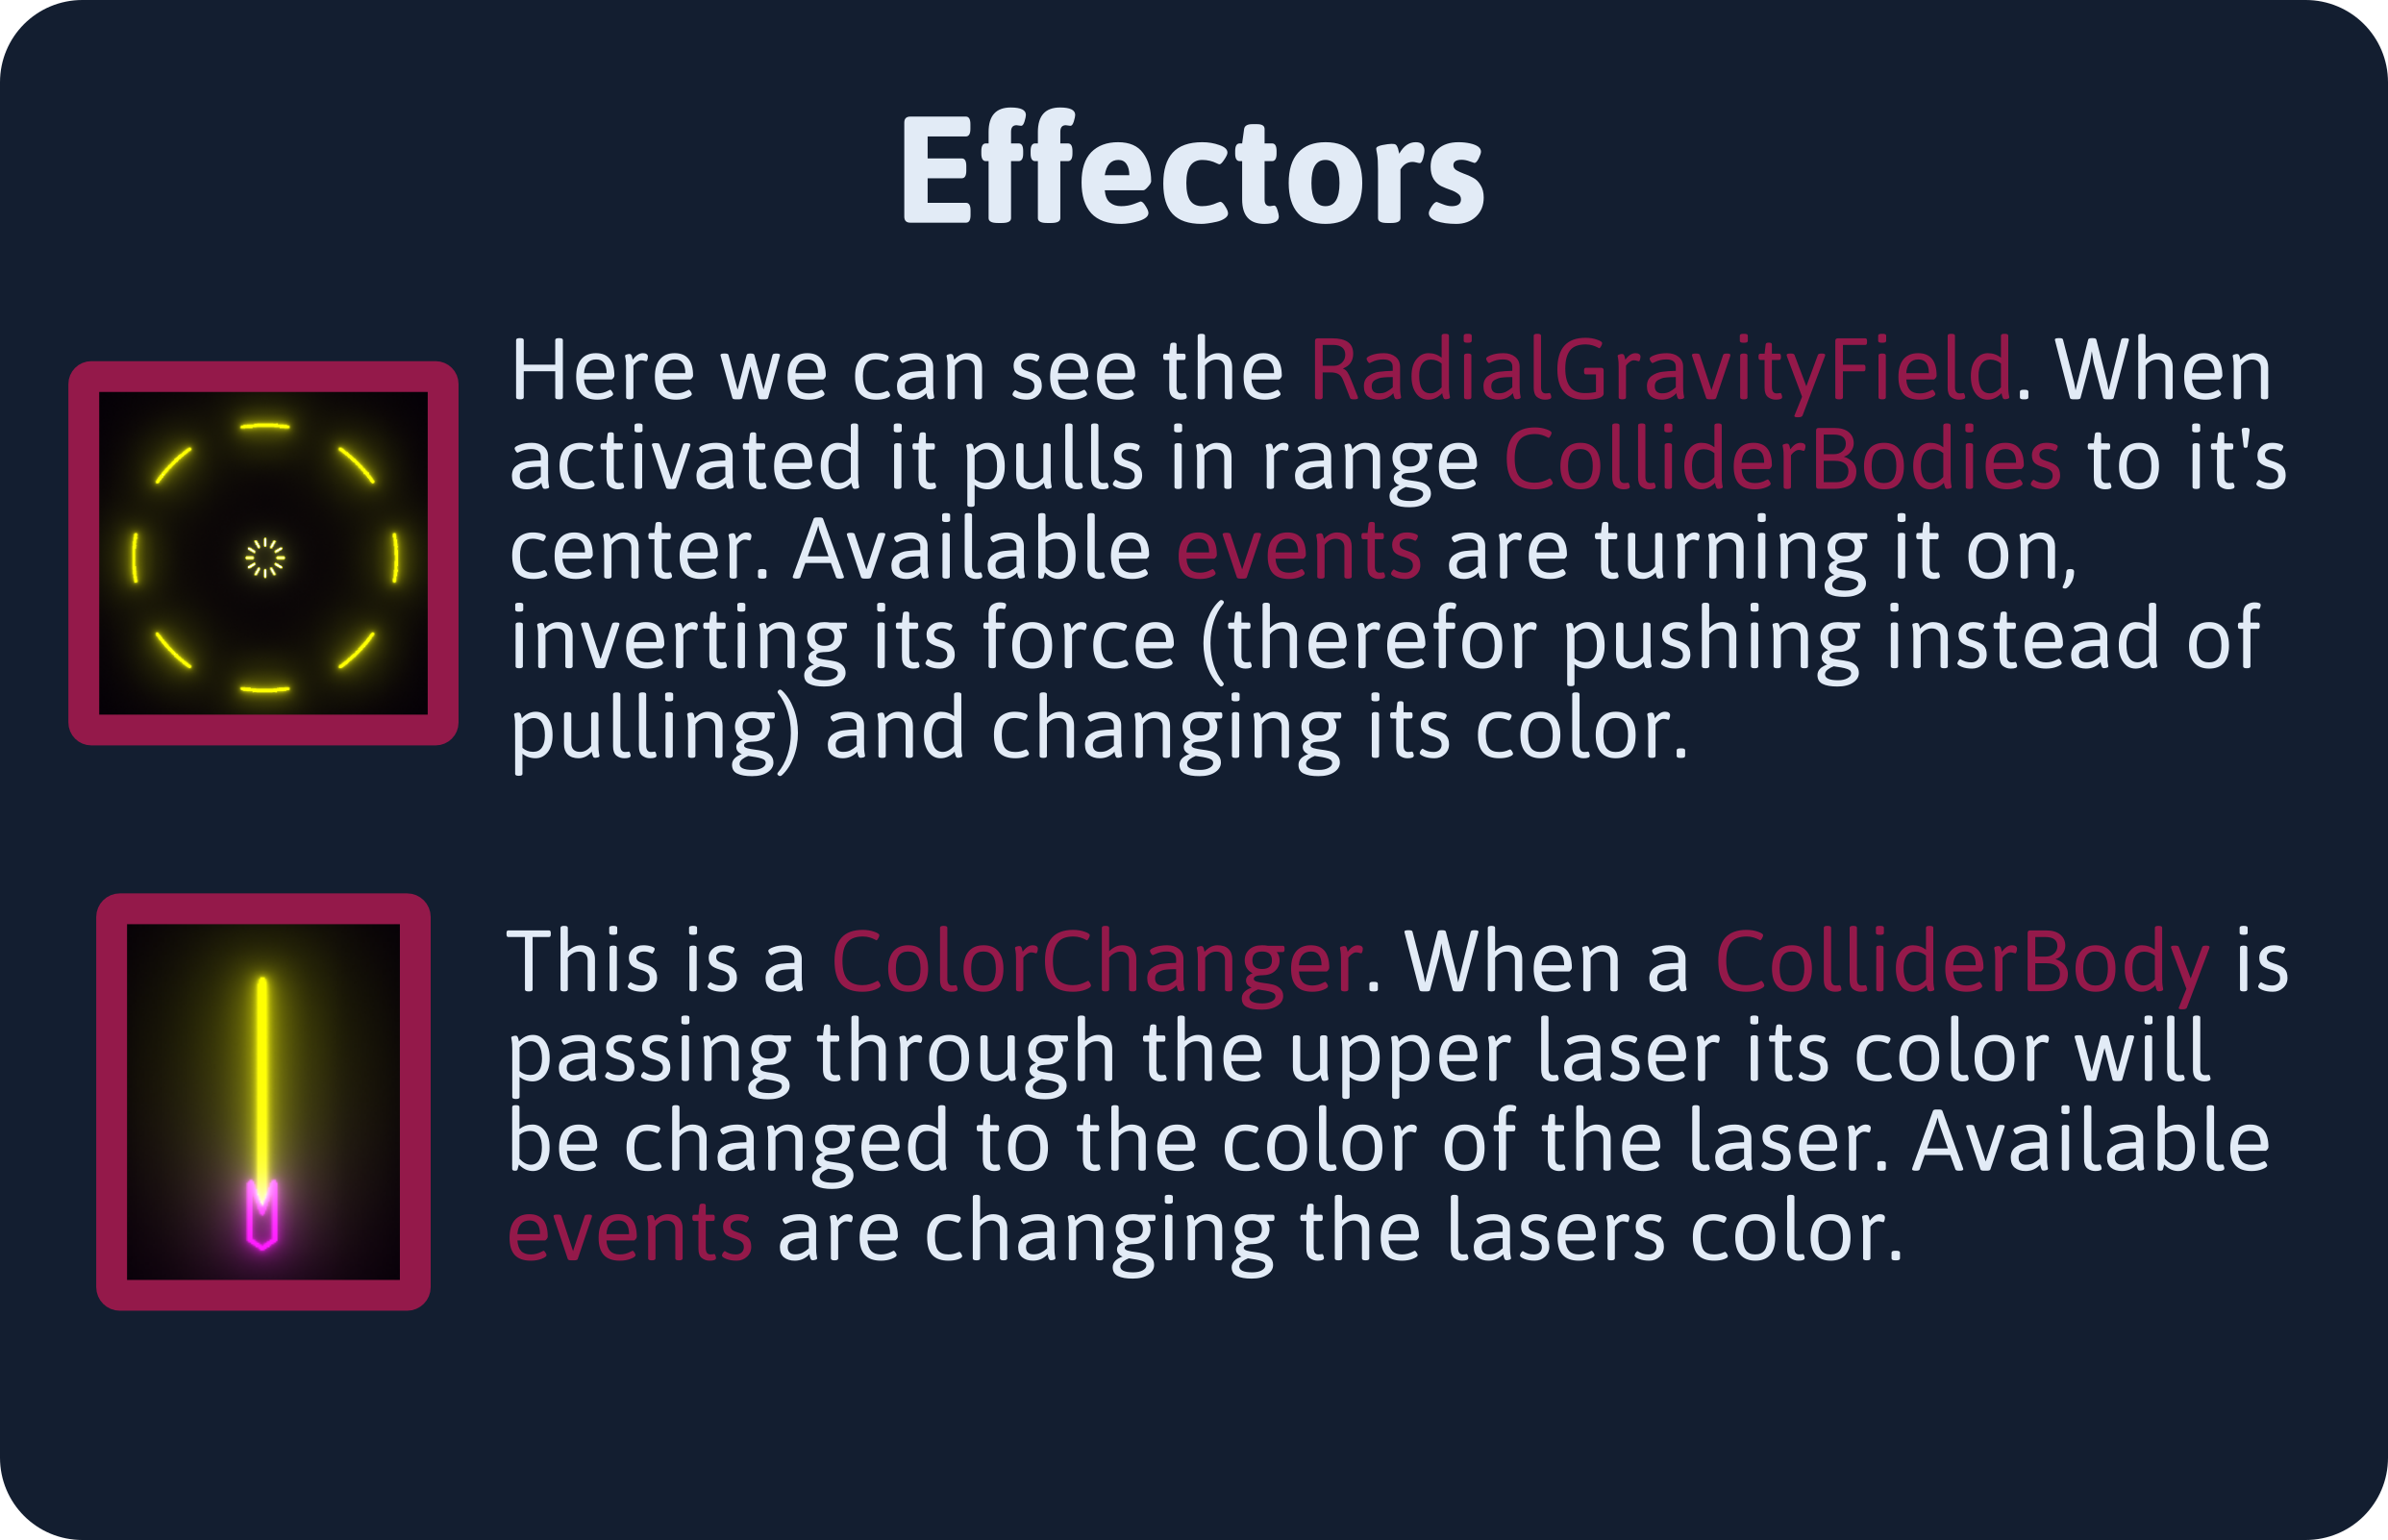 Effectors
Here we can see the RadialGravityField. When
activated it pulls in range ColliderBodies to it's
center. Available events are turning it on,
inverting its force (therefor pushing instead of
pulling) and changing its color.
This is a ColorChanger. When a ColliderBody is
passing through the upper laser its color will
be changed to the color of the laser. Available
events are changing the lasers color.